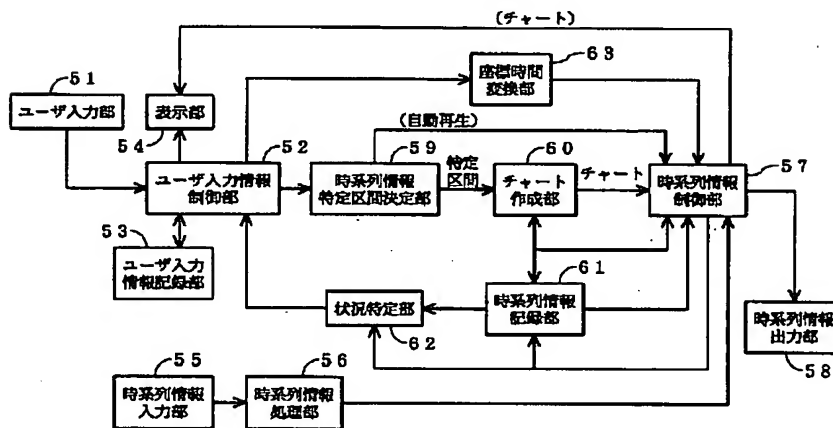 (チャート)
63
座標時間
変換部
51
ユーザ入力部
表示部
54
(自動再生)
52
ユーザ入力情報
制御部
59
時系列情報
特定区間決定部
特定
区間
60
チャート
作成部
チャート
57
時系列情報
制御部
53
ユーザ入力
情報記録部
61
時系列情報
記録部
状況特定部
62
時系列情報
出力部
58
55
時系列情報
入力部
56
時系列情報
処理部